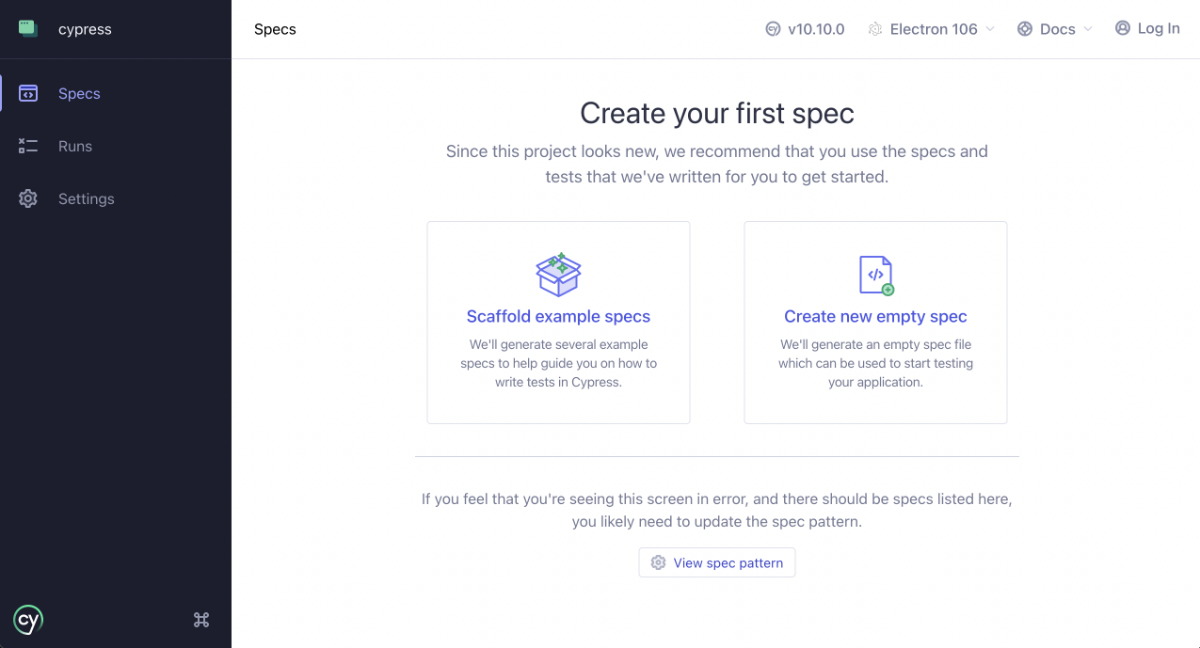 cypress
Specs
Runs
Settings
cy
Specs
cy v10.10.0
Electron 106
Docs
Log In
Create your first spec
Since this project looks new, we recommend that you use the specs and
tests that we've written for you to get started.
Scaffold example specs
We'll generate several example
specs to help guide you on how to
write tests in Cypress.
Create new empty spec
We'll generate an empty spec file
which can be used to start testing
your application.
If you feel that you're seeing this screen in error, and there should be specs listed here,
you likely need to update the spec pattern.
View spec pattern